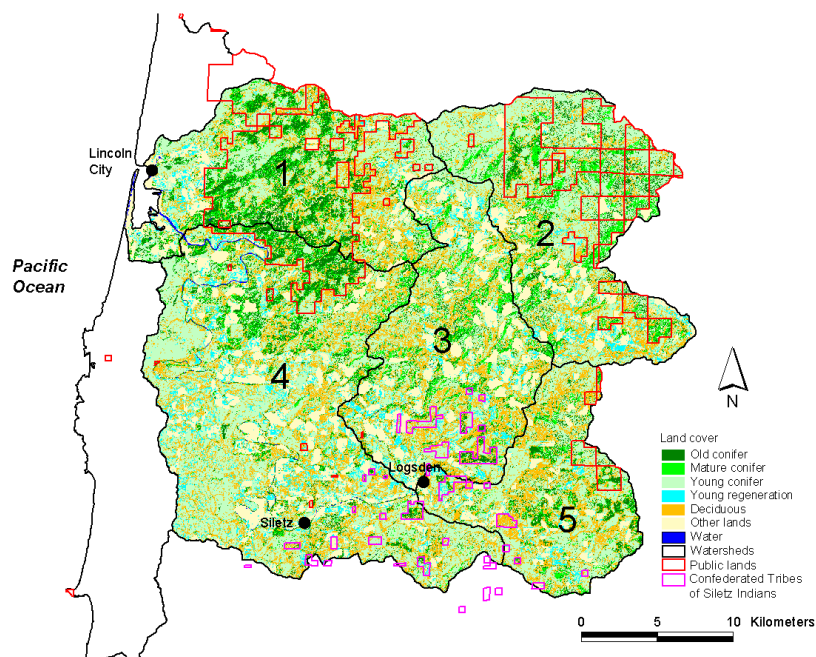 Lincoln
City
1
2
Pacific
Ocean
3
4
N
Land cover
Old conifer
Mature conifer
Young conifer
Young regeneration
Deciduous
Other lands
Water
Watersheds
Public lands
Confederated Tribes
of Siletz Indians
Logsden
Siletz
5
0 5 10 Kilometers